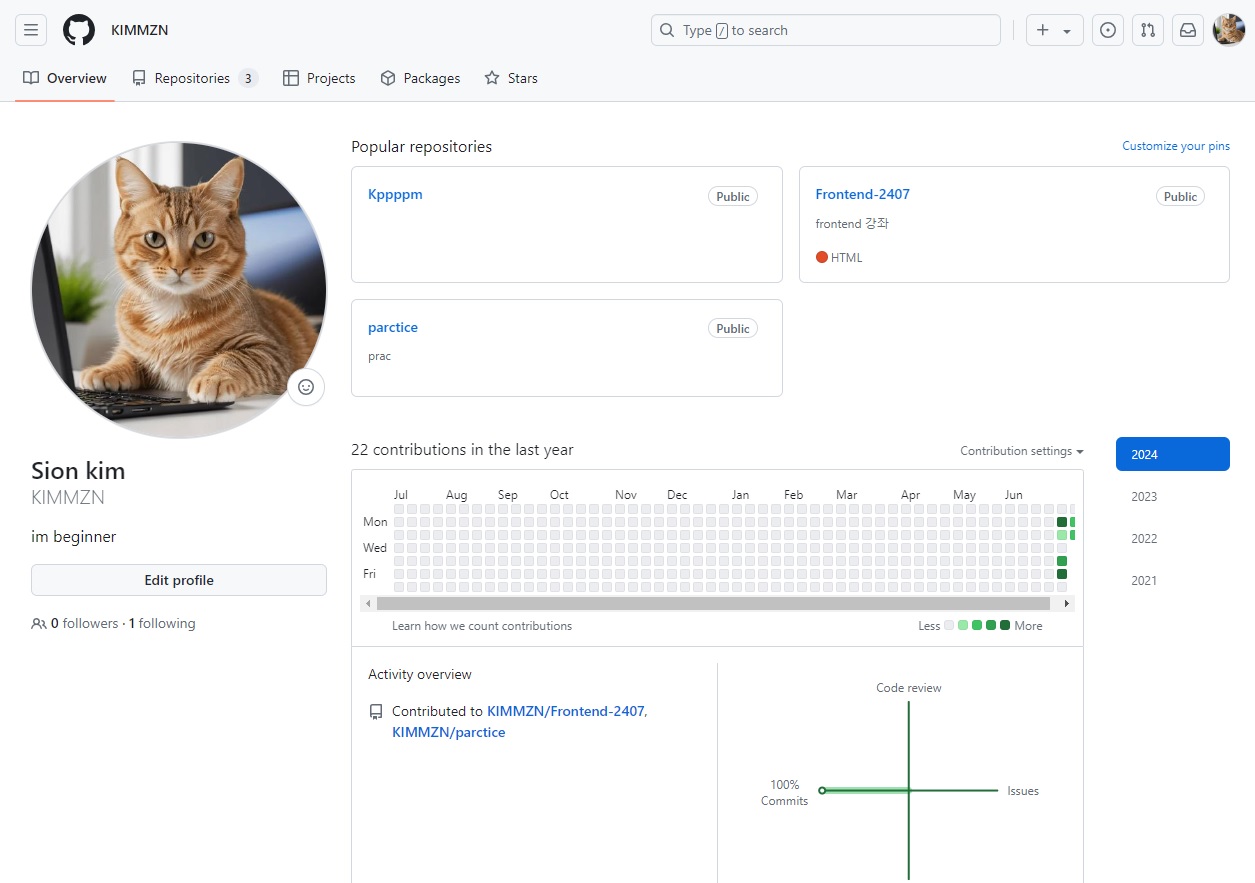 KIMMZN
Type / to search
Overview
Repositories 3
Projects
Packages
Stars
Popular repositories
Customize your pins
Kppppm
Public
Frontend-2407
Public
frontend 강좌
HTML
parctice
Public
prac
Sion kim
KIMMZN
im beginner
Edit profile
0 followers · 1 following
22 contributions in the last year
Contribution settings
2024
2023
2022
2021
Jul Aug Sep Oct Nov Dec Jan Feb Mar Apr May Jun
Mon
Wed
Fri
Learn how we count contributions
Less
More
Activity overview
Contributed to KIMMZN/Frontend-2407,
KIMMZN/parctice
Code review
100%
Commits
Issues